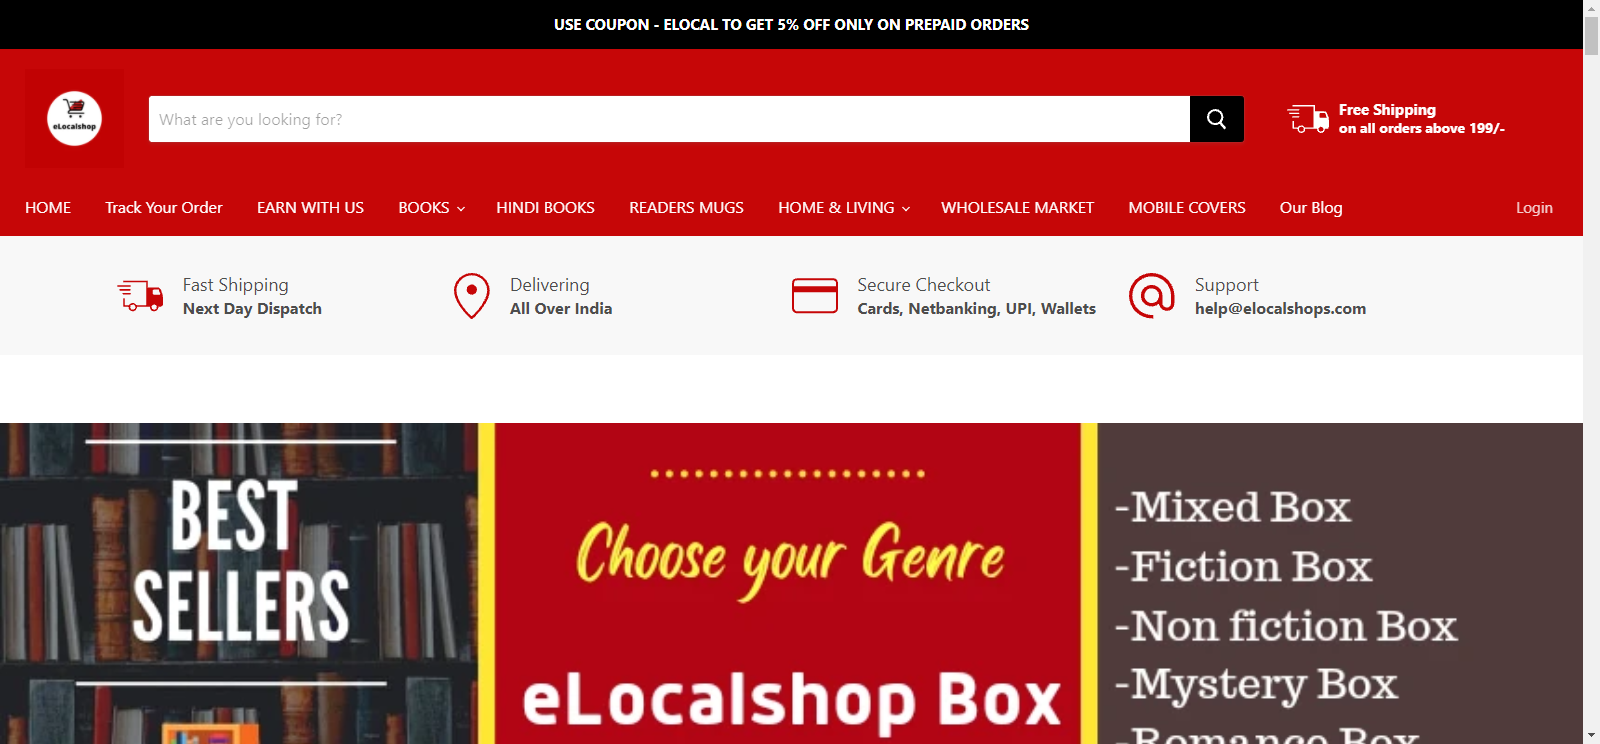 USE COUPON - ELOCAL TO GET 5% OFF ONLY ON PREPAID ORDERS
eLocalshop
What are you looking for?
Free Shipping
on all orders above 199/-
HOME
Track Your Order
EARN WITH US
BOOKS
HINDI BOOKS
READERS MUGS
HOME & LIVING
WHOLESALE MARKET
MOBILE COVERS
Our Blog
Login
Fast Shipping
Next Day Dispatch
Delivering
All Over India
Secure Checkout
Cards, Netbanking, UPI, Wallets
Support
help@elocalshops.com
BEST
SELLERS
Choose your Genre
eLocalshop Box
-Mixed Box
-Fiction Box
-Non fiction Box
-Mystery Box
-Romance Box